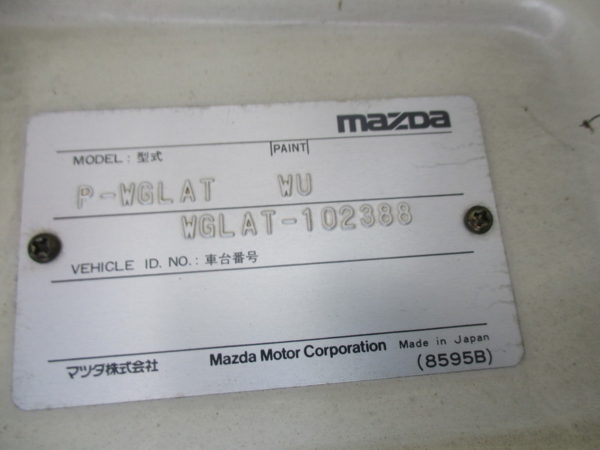 mazda
MODEL: 型式 PAINT
P-WGLAT WU
WGLAT-102388
VEHICLE ID. NO.: 車台番号
マツダ株式会社 Mazda Motor Corporation Made in Japan
(8595B)